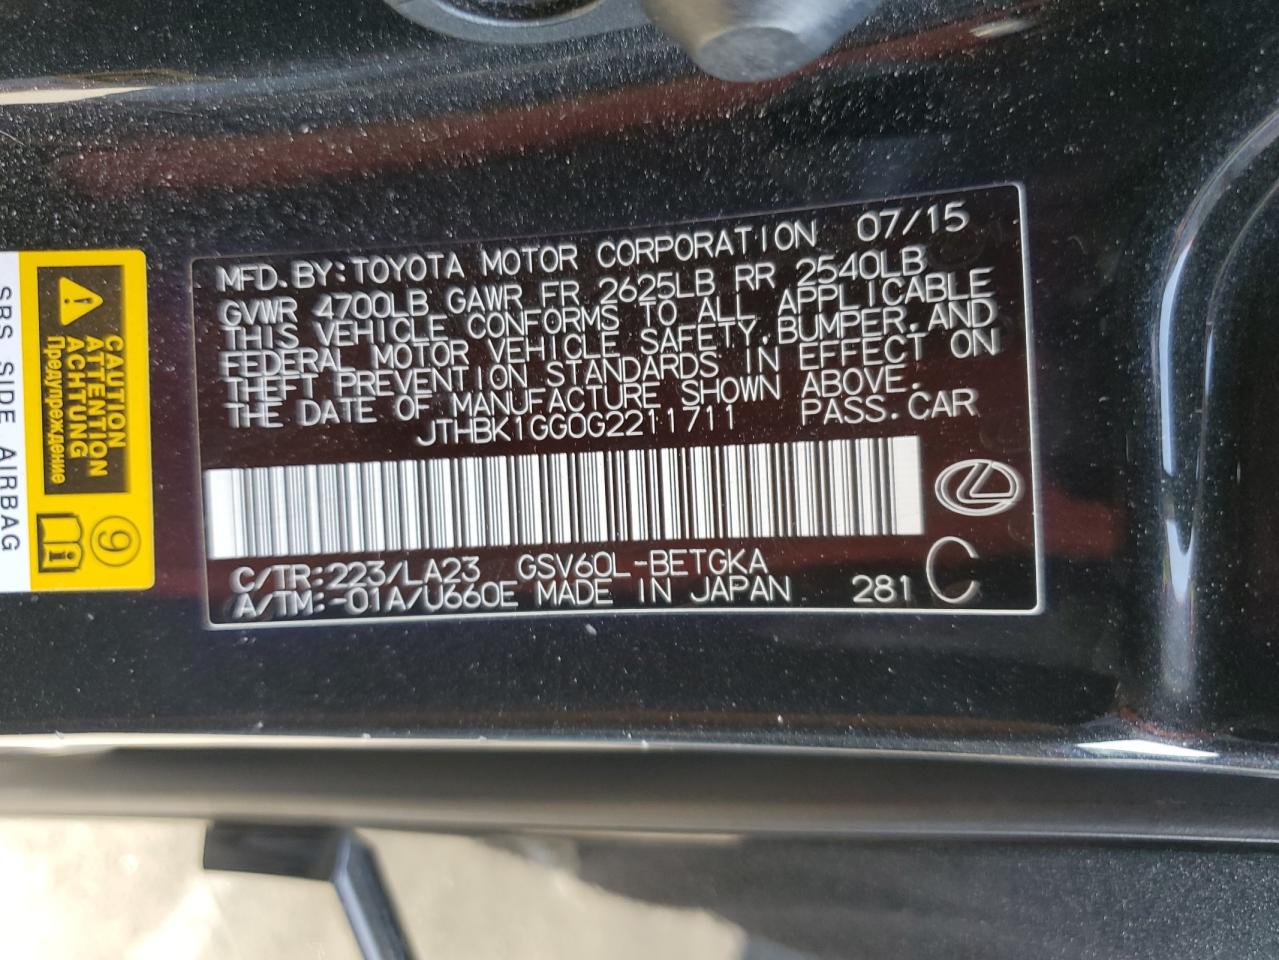 MFD.BY:TOYOTA MOTOR CORPORATION 07/15
GVWR 4700LB GAWR FR 2625LB RR 2540LB
THIS VEHICLE CONFORMS TO ALL APPLICABLE
FEDERAL MOTOR VEHICLE SAFETY,BUMPER,AND
THEFT PREVENTION STANDARDS IN EFFECT ON
THE DATE OF MANUFACTURE SHOWN ABOVE.
JTHBK1GG0G2211711 PASS.CAR
C/TR:223/LA23 GSV60L-BETGKA
A/TM:-01A/U660E MADE IN JAPAN 281 C
SRS SIDE AIRBAG
CAUTION
ATTENTION
ACHTUNG
Предупреждение
9
i